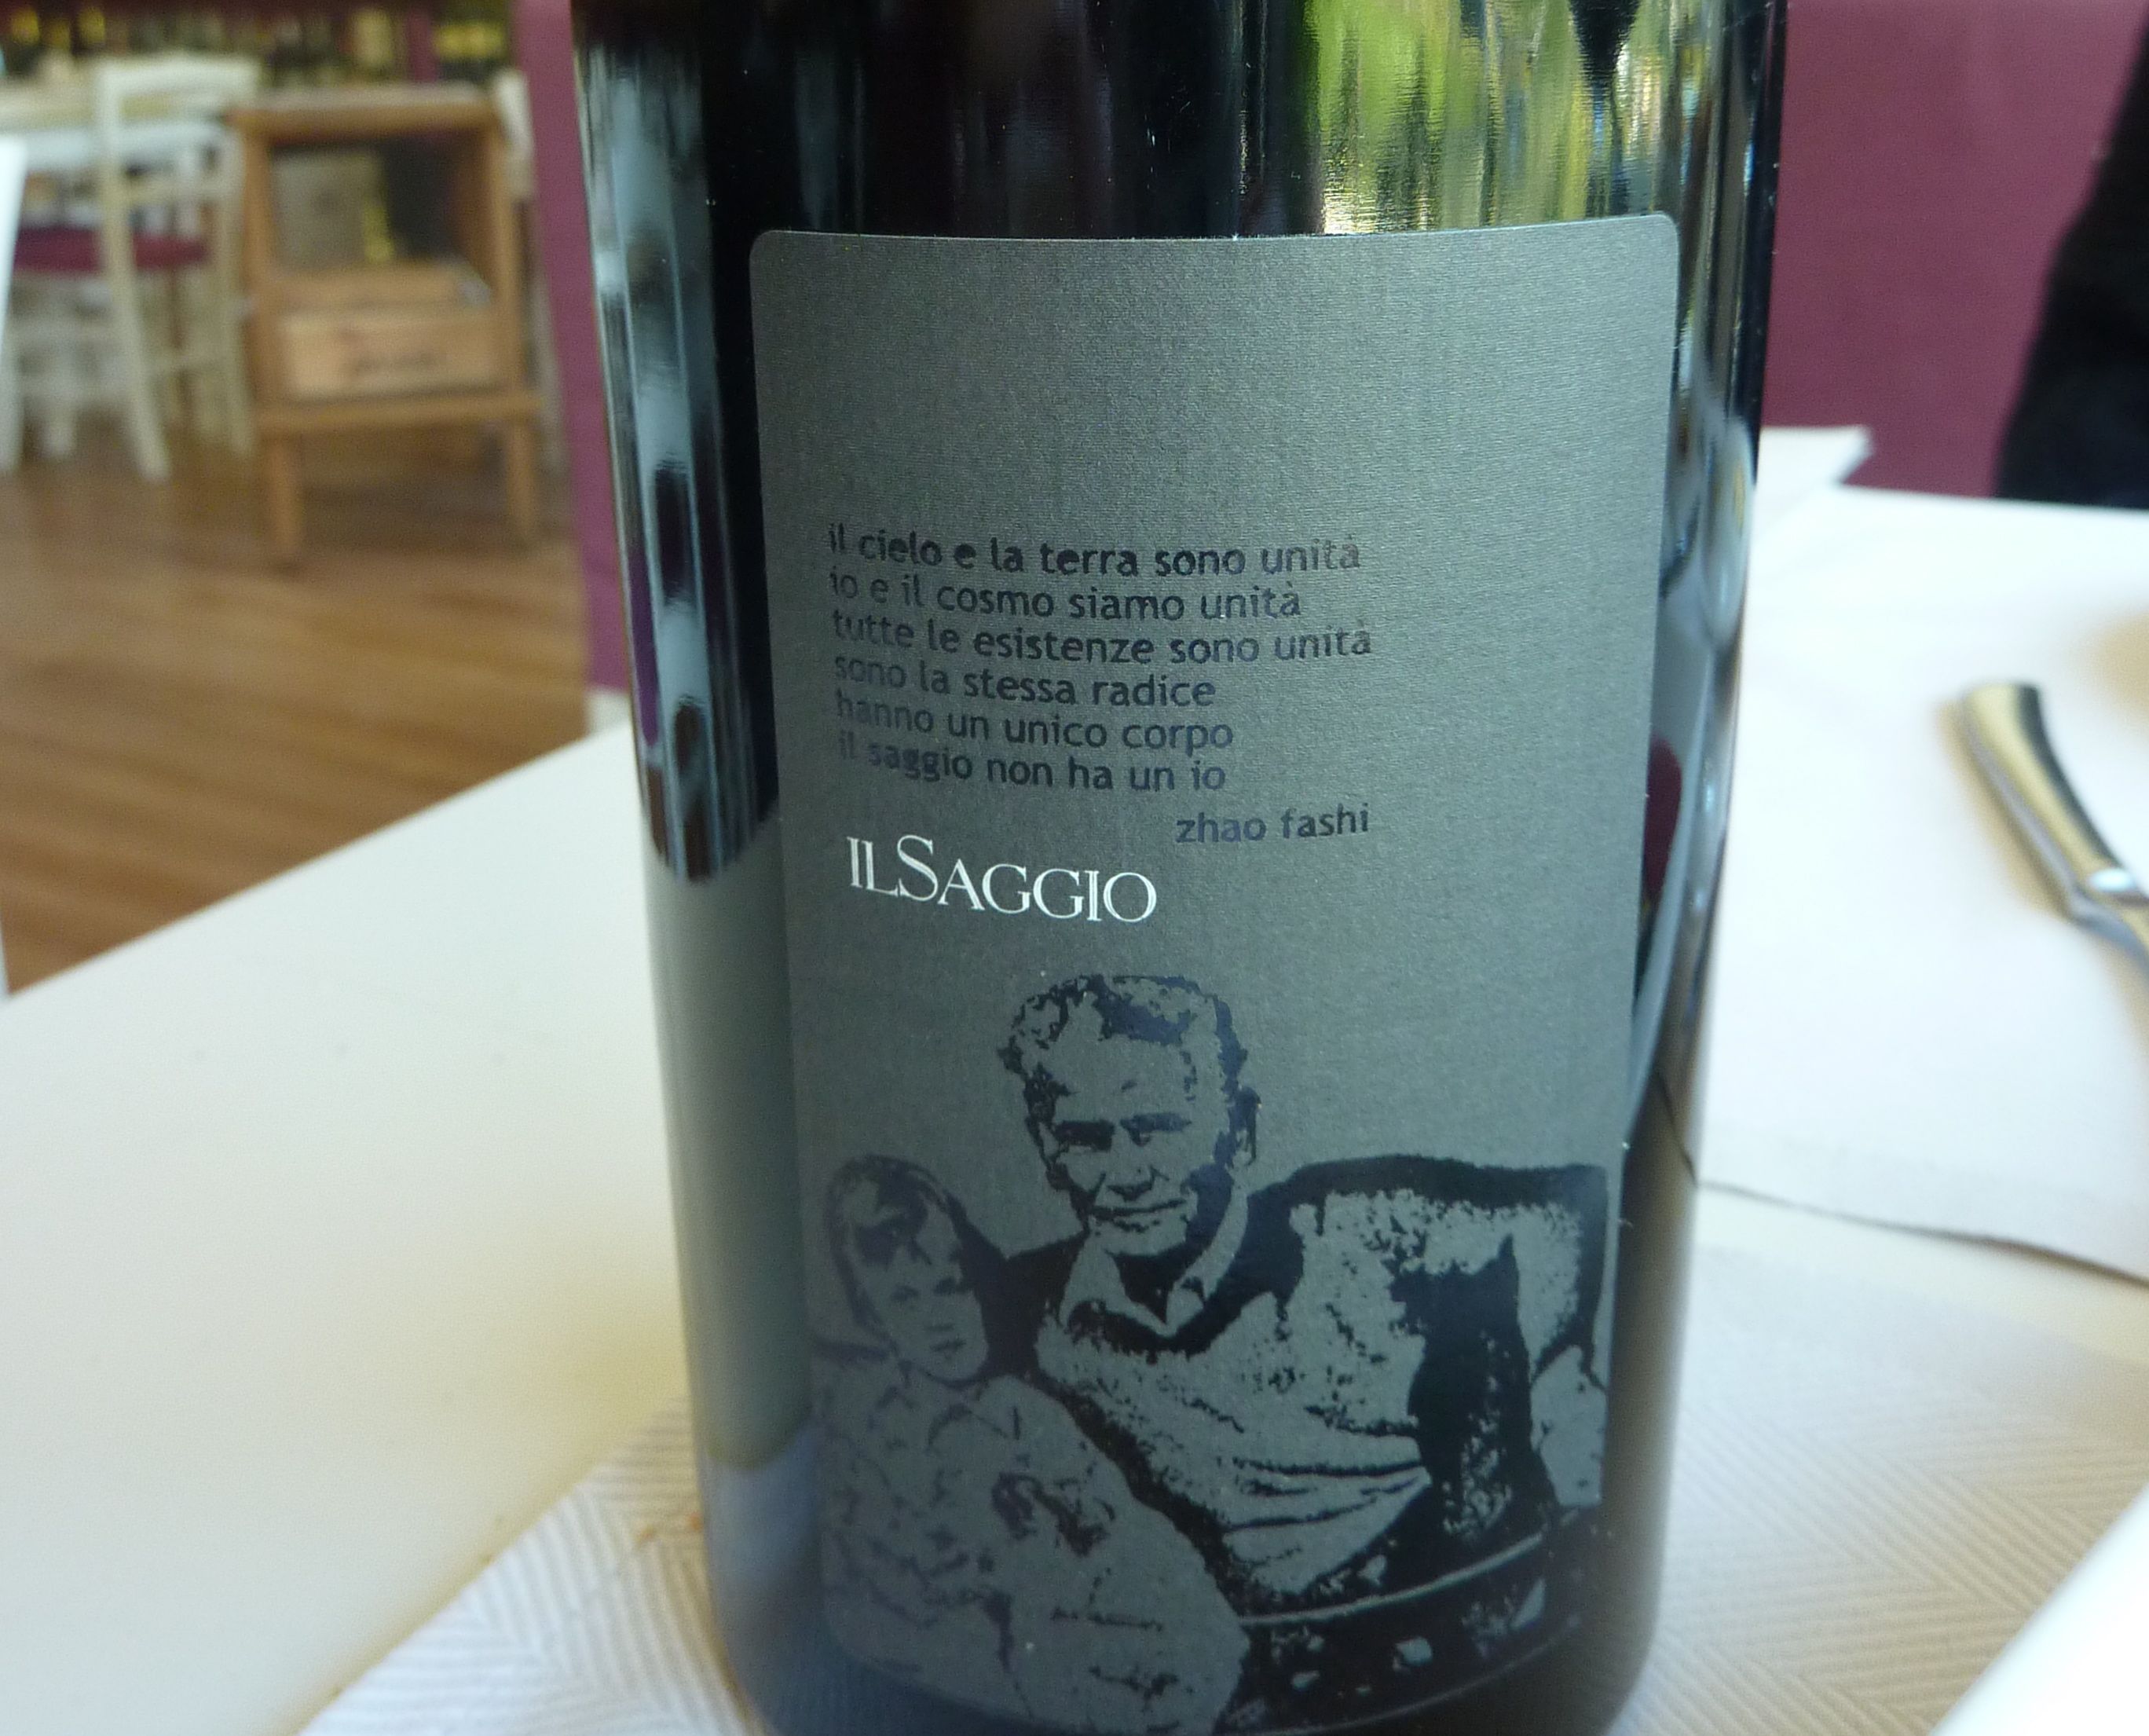 il cielo e la terra sono unità
io e il cosmo siamo unità
tutte le esistenze sono unità
sono la stessa radice
hanno un unico corpo
il saggio non ha un io
zhao fashi
ILSAGGIO